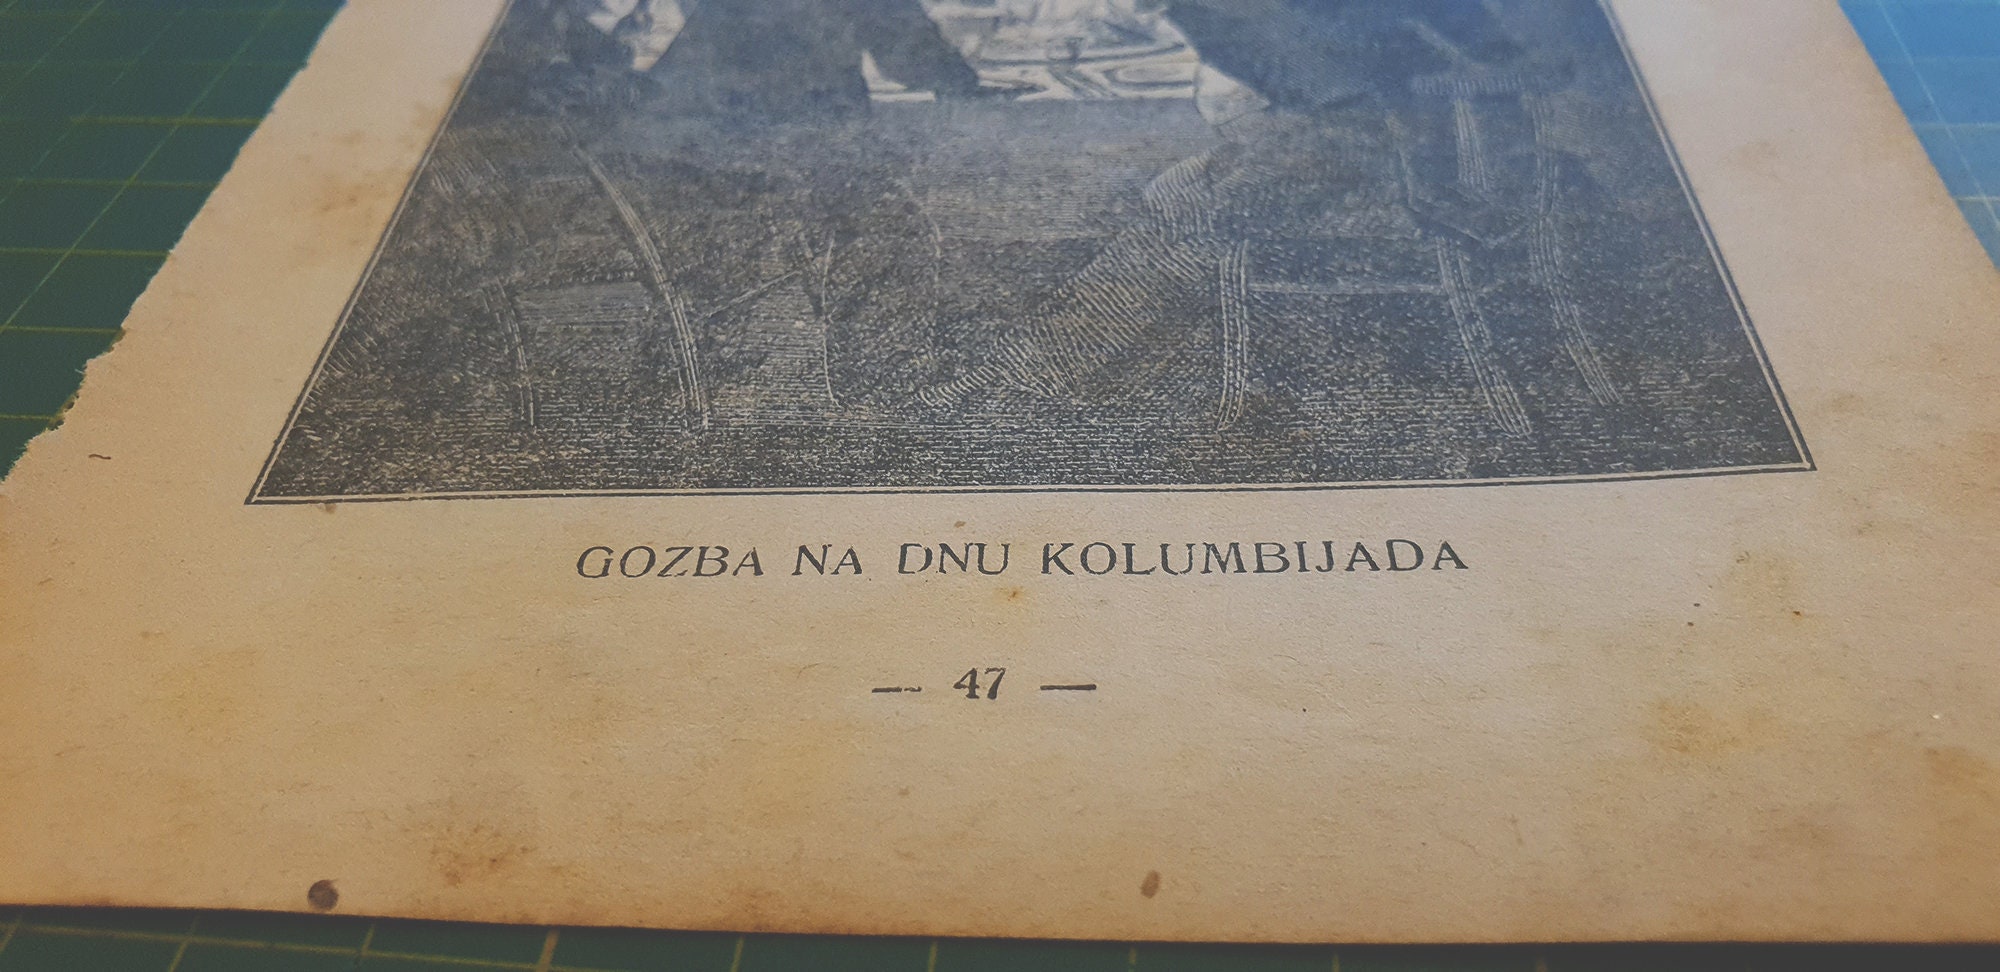 GOZBA NA DNU KOLUMBIJADA
— 47 —